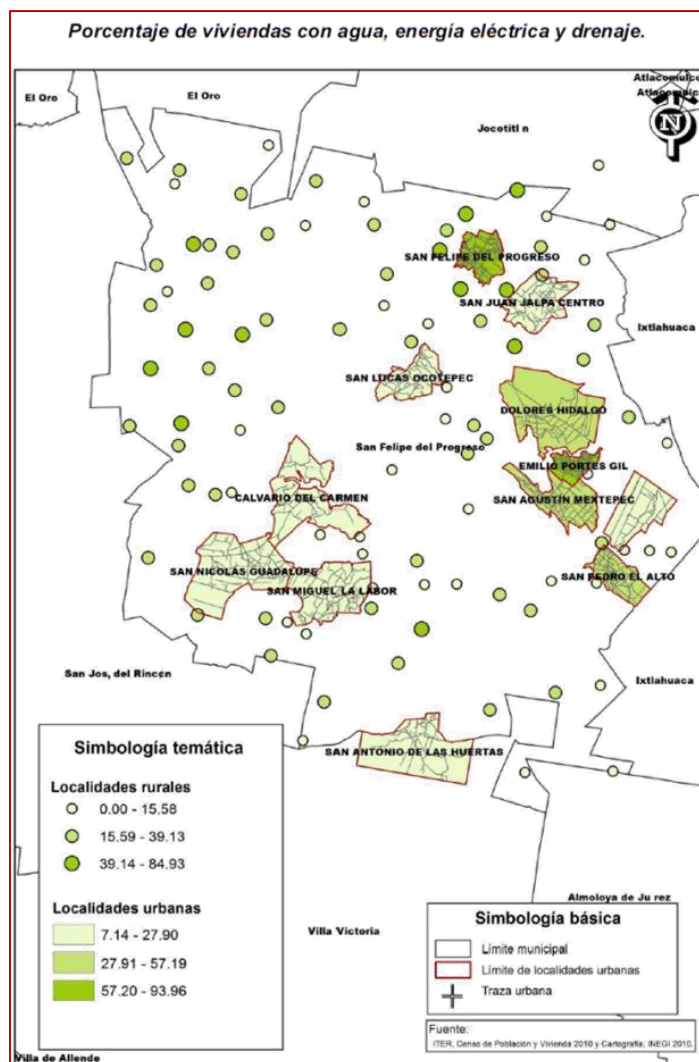 Porcentaje de viviendas con agua, energía eléctrica y drenaje.
Atlacomulco
El Oro
El Oro
Jocotitl n
N
SAN FELIPE DEL PROGRESO
SAN JUAN JALPA CENTRO
Ixtlahuaca
SAN LUCAS OCOTEPEC
DOLORES HIDALGO
San Felipe del Progreso
EMILIO PORTES GIL
CALVARIO DEL CARMEN
SAN AGUSTÍN MEXTEPEC
SAN NICOLÁS GUADALUPE
SAN PEDRO EL ALTO
SAN MIGUEL LA LABOR
San Jos, del Rincón
Ixtlahuaca
SAN ANTONIO DE LAS HUERTAS
Simbología temática
Localidades rurales
0.00 - 15.58
15.59 - 39.13
39.14 - 84.93
Localidades urbanas
7.14 - 27.90
27.91 - 57.19
57.20 - 93.96
Almoloya de Ju rez
Villa Victoria
Simbología básica
Límite municipal
Límite de localidades urbanas
Traza urbana
Fuente:
ITER, Censo de Población y Vivienda 2010 y Cartografía, INEGI 2010.
Villa de Allende